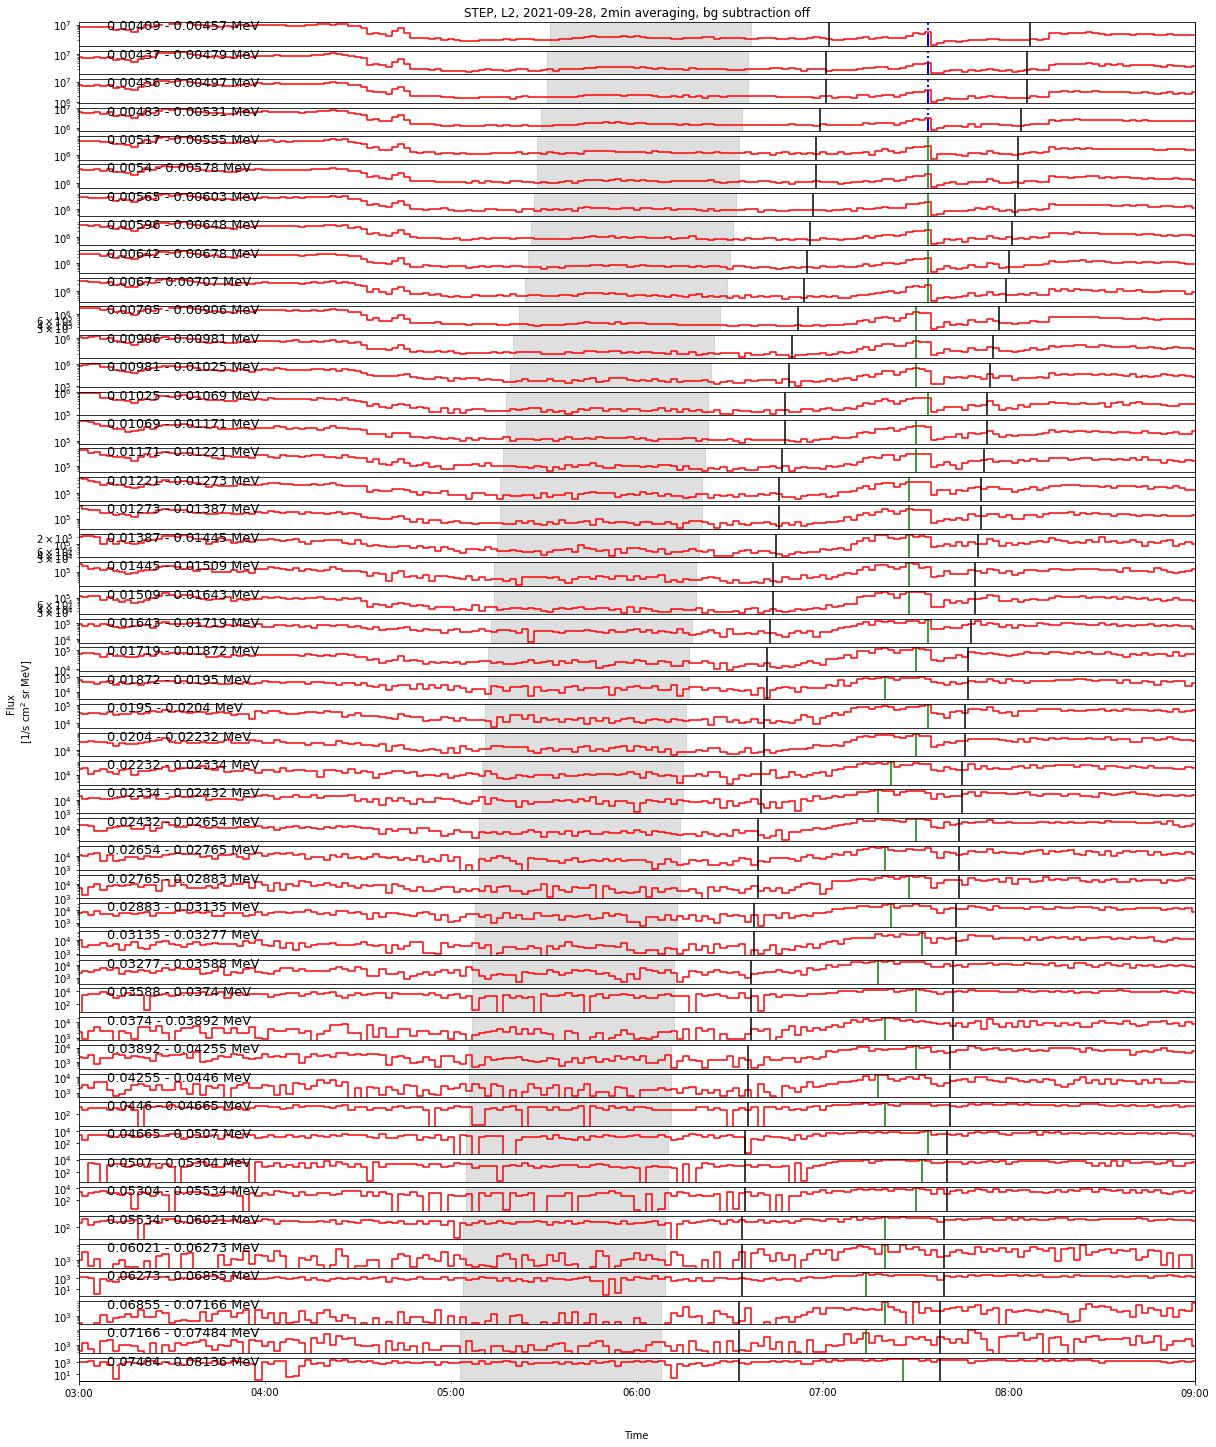 STEP, L2, 2021-09-28, 2min averaging, bg subtraction off
0.00409 - 0.00457 MeV
0.00437 - 0.00479 MeV
0.00456 - 0.00497 MeV
0.00483 - 0.00531 MeV
0.00517 - 0.00555 MeV
0.0054 - 0.00578 MeV
0.00565 - 0.00603 MeV
0.00596 - 0.00648 MeV
0.00642 - 0.00678 MeV
0.0067 - 0.00707 MeV
0.00705 - 0.00906 MeV
0.00906 - 0.00981 MeV
0.00981 - 0.01025 MeV
0.01025 - 0.01069 MeV
0.01069 - 0.01171 MeV
0.01171 - 0.01221 MeV
0.01221 - 0.01273 MeV
0.01273 - 0.01387 MeV
0.01387 - 0.01445 MeV
0.01445 - 0.01509 MeV
0.01509 - 0.01643 MeV
0.01643 - 0.01719 MeV
0.01719 - 0.01872 MeV
0.01872 - 0.0195 MeV
0.0195 - 0.0204 MeV
0.0204 - 0.02232 MeV
0.02232 - 0.02334 MeV
0.02334 - 0.02432 MeV
0.02432 - 0.02654 MeV
0.02654 - 0.02765 MeV
0.02765 - 0.02883 MeV
0.02883 - 0.03135 MeV
0.03135 - 0.03277 MeV
0.03277 - 0.03588 MeV
0.03588 - 0.0374 MeV
0.0374 - 0.03892 MeV
0.03892 - 0.04255 MeV
0.04255 - 0.0446 MeV
0.0446 - 0.04665 MeV
0.04665 - 0.0507 MeV
0.0507 - 0.05304 MeV
0.05304 - 0.05534 MeV
0.05534 - 0.06021 MeV
0.06021 - 0.06273 MeV
0.06273 - 0.06855 MeV
0.06855 - 0.07166 MeV
0.07166 - 0.07484 MeV
0.07484 - 0.08136 MeV
Flux
[1/s cm² sr MeV]
03:00 04:00 05:00 06:00 07:00 08:00 09:00
Time